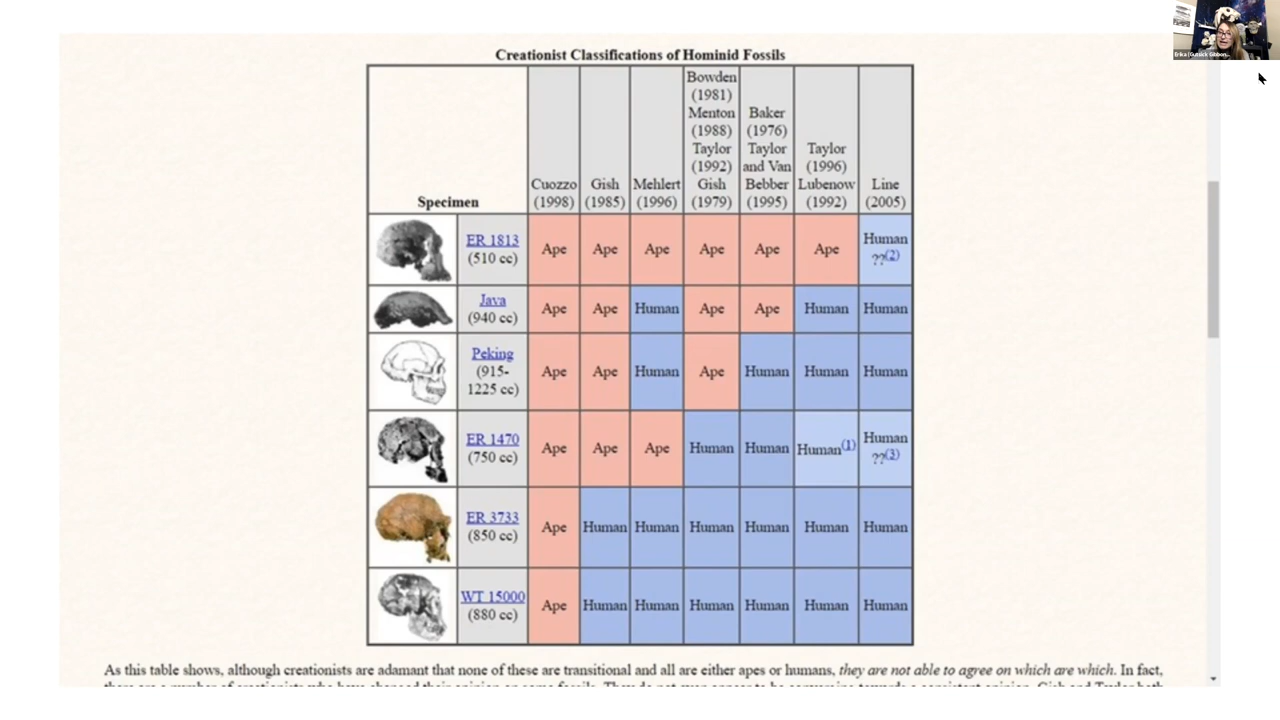 Erika (Gutsick Gibbon...
Creationist Classifications of Hominid Fossils
Specimen
Cuozzo
(1998)
Gish
(1985)
Mehlert
(1996)
Bowden
(1981)
Menton
(1988)
Taylor
(1992)
Gish
(1979)
Baker
(1976)
Taylor
and Van
Bebber
(1995)
Taylor
(1996)
Lubenow
(1992)
Line
(2005)
ER 1813
(510 cc)
Ape
Ape
Ape
Ape
Ape
Ape
Human
??(2)
Java
(940 cc)
Ape
Ape
Human
Ape
Ape
Human
Human
Peking
(915-
1225 cc)
Ape
Ape
Human
Ape
Human
Human
Human
ER 1470
(750 cc)
Ape
Ape
Ape
Human
Human
Human(1)
Human
??(3)
ER 3733
(850 cc)
Ape
Human
Human
Human
Human
Human
Human
WT 15000
(880 cc)
Ape
Human
Human
Human
Human
Human
Human
As this table shows, although creationists are adamant that none of these are transitional and all are either apes or humans, they are not able to agree on which are which. In fact,